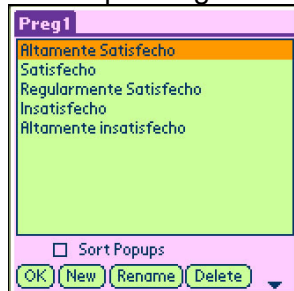 Preg1
Altamente Satisfecho
Satisfecho
Regularmente Satisfecho
Insatisfecho
Altamente insatisfecho
Sort Popups
OK New Rename Delete